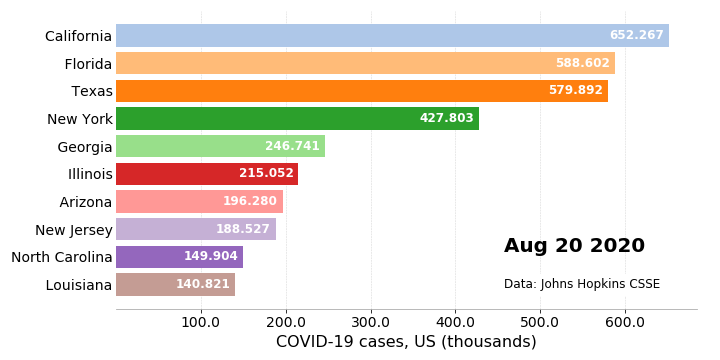 California 652.267
Florida 588.602
Texas 579.892
New York 427.803
Georgia 246.741
Illinois 215.052
Arizona 196.280
New Jersey 188.527
North Carolina 149.904
Louisiana 140.821
Aug 20 2020
Data: Johns Hopkins CSSE
100.0 200.0 300.0 400.0 500.0 600.0
COVID-19 cases, US (thousands)